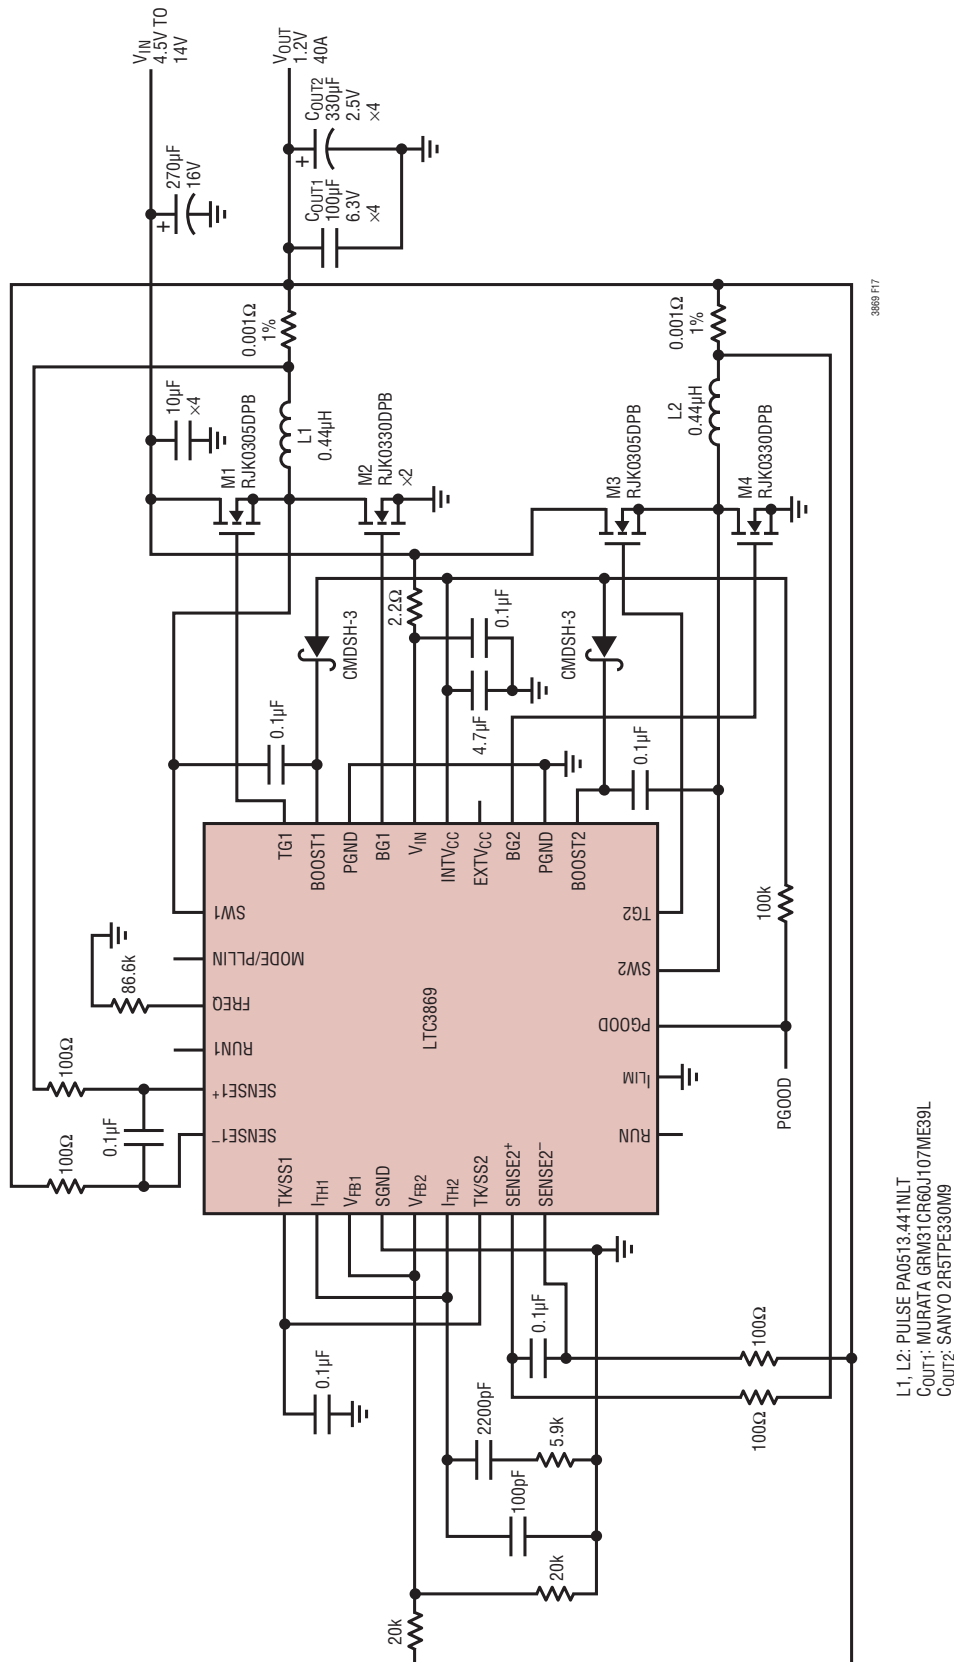 VIN
4.5V TO
14V
VOUT
1.2V
40A
COUT2
330µF
2.5V
×4
+
270µF
16V
+
COUT1
100µF
6.3V
×4
0.001Ω
1%
0.001Ω
1%
3869 F17
10µF
×4
M1
RJK0305DPB
L1
0.44µH
M2
RJK0330DPB
×2
L2
0.44µH
M3
RJK0305DPB
M4
RJK0330DPB
2.2Ω
0.1µF
CMDSH-3
CMDSH-3
0.1µF
4.7µF
0.1µF
TG1
BOOST1
PGND
BG1
VIN
INTVCC
EXTVCC
BG2
PGND
BOOST2
SW1
MODE/PLLIN
FREQ
RUN1
SENSE1+
SENSE1–
86.6k
100Ω
100Ω
0.1µF
LTC3869
TG2
SW2
PGOOD
ILIM
RUN
100k
PGOOD
TK/SS1
ITH1
VFB1
SGND
VFB2
ITH2
TK/SS2
SENSE2+
SENSE2–
0.1µF
0.1µF
2200pF
5.9k
100pF
20k
20k
100Ω
100Ω
L1, L2: PULSE PA0513.441NLT
COUT1: MURATA GRM31CR60J107ME39L
COUT2: SANYO 2R5TPE330M9